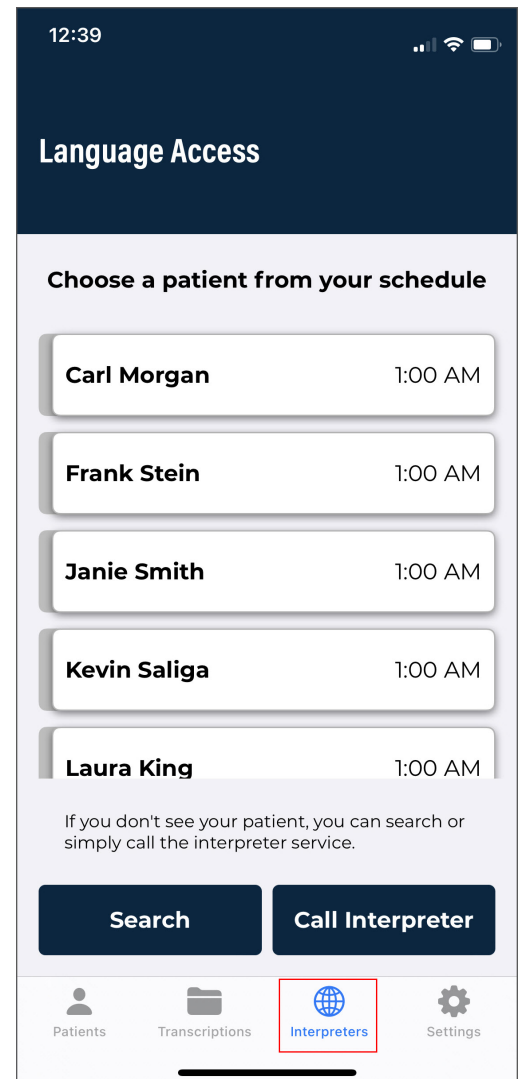 12:39
Language Access
Choose a patient from your schedule
Carl Morgan 1:00 AM
Frank Stein 1:00 AM
Janie Smith 1:00 AM
Kevin Saliga 1:00 AM
Laura King 1:00 AM
If you don't see your patient, you can search or
simply call the interpreter service.
Search Call Interpreter
Patients Transcriptions Interpreters Settings